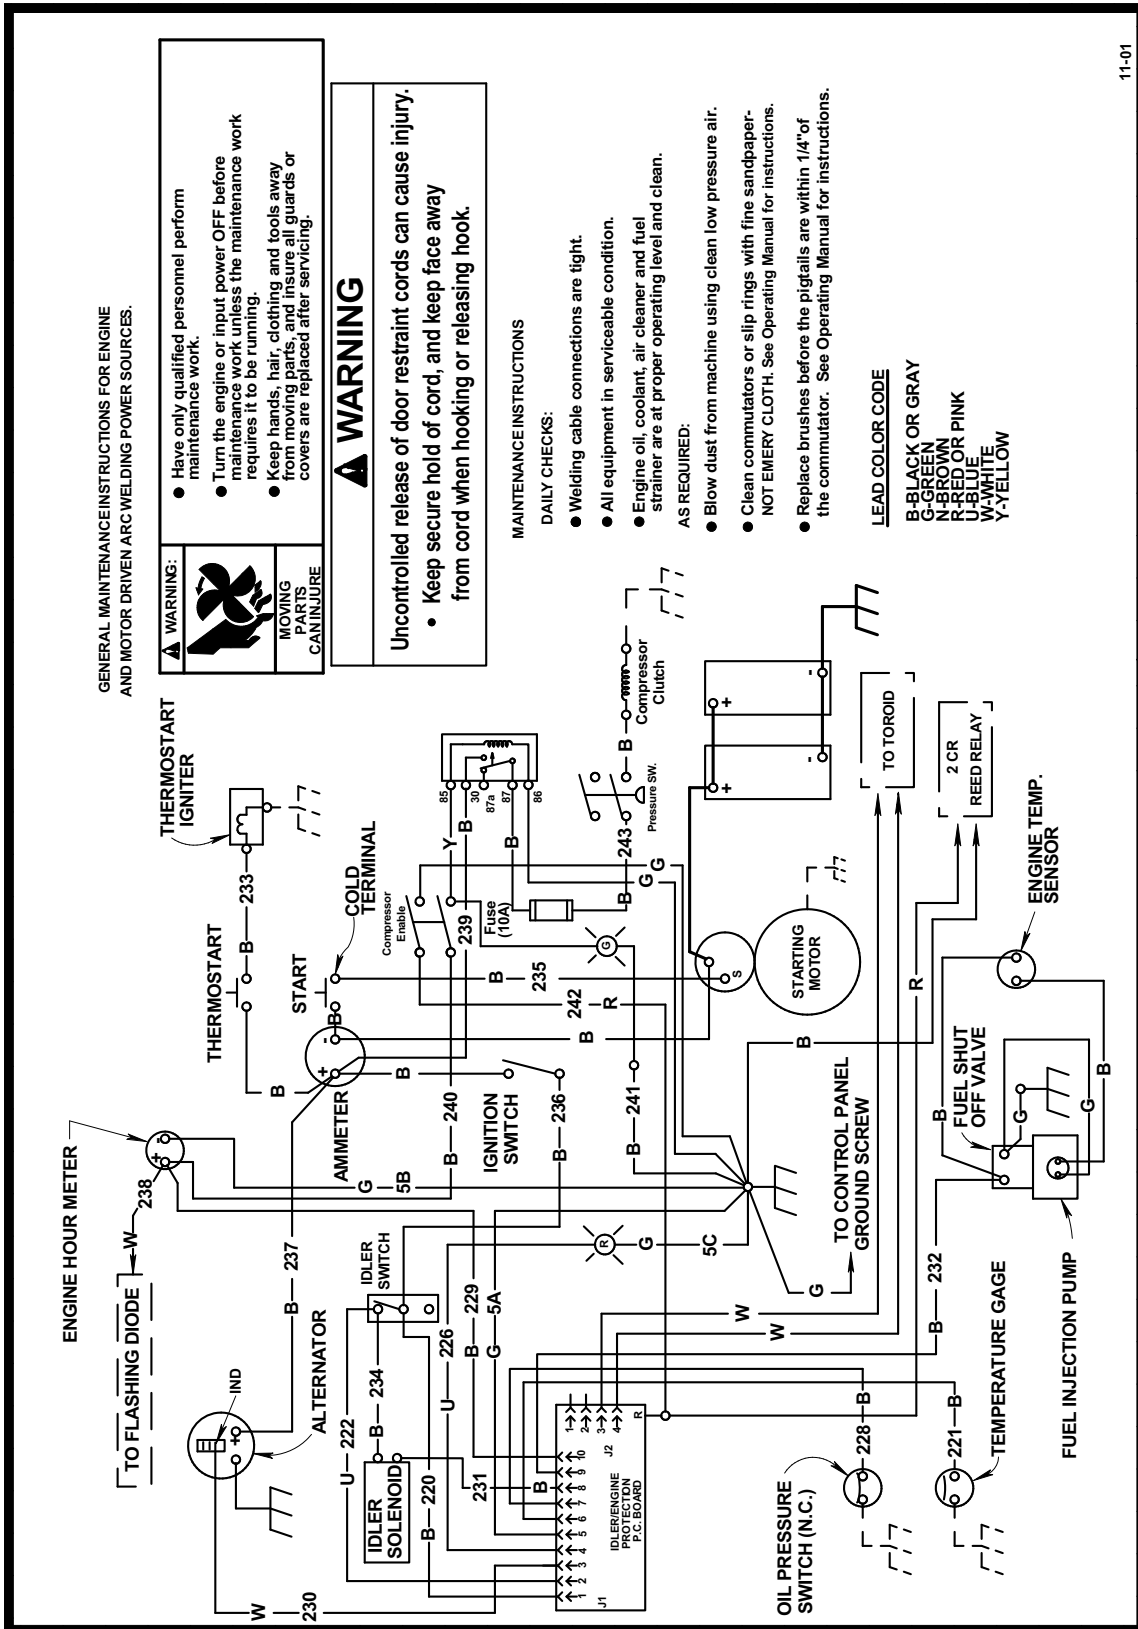 GENERAL MAINTENANCE INSTRUCTIONS FOR ENGINE
AND MOTOR DRIVEN ARC WELDING POWER SOURCES.
WARNING:
MOVING
PARTS
CAN INJURE
● Have only qualified personnel perform
maintenance work.
● Turn the engine or input power OFF before
maintenance work unless the maintenance work
requires it to be running.
● Keep hands, hair, clothing and tools away
from moving parts, and insure all guards or
covers are replaced after servicing.
WARNING
Uncontrolled release of door restraint cords can cause injury.
• Keep secure hold of cord, and keep face away
from cord when hooking or releasing hook.
MAINTENANCE INSTRUCTIONS
DAILY CHECKS:
● Welding cable connections are tight.
● All equipment in serviceable condition.
● Engine oil, coolant, air cleaner and fuel
strainer are at proper operating level and clean.
AS REQUIRED:
● Blow dust from machine using clean low pressure air.
● Clean commutators or slip rings with fine sandpaper-
NOT EMERY CLOTH. See Operating Manual for instructions.
● Replace brushes before the pigtails are within 1/4"of
the commutator. See Operating Manual for instructions.
LEAD COLOR CODE
B-BLACK OR GRAY
G-GREEN
N-BROWN
R-RED OR PINK
U-BLUE
W-WHITE
Y-YELLOW
11-01
ENGINE HOUR METER
- +
238
W
TO FLASHING DIODE
IND
ALTERNATOR
+
B 237
W 230
THERMOSTART
IGNITER
B 233
THERMOSTART
START
COLD
TERMINAL
B
B
AMMETER
+ -
G 5B
B 240
B
B
IGNITION
SWITCH
B 236
B 235
242 R
Compressor
Enable
Y
239 B
B
85
30
87a
87
86
Fuse
(10A)
G
G
G
B 243
Pressure SW.
B
Compressor
Clutch
B 241
IDLER
SWITCH
U 222
B 234
IDLER
SOLENOID
B 220
231
U 226
B 229
G 5A
R
G 5C
B
1 2 3 4 5 6 7 8 9 10
J1
IDLER/ENGINE
PROTECTION
P.C. BOARD
J2
1
2
3
4
R
W
W
G
TO CONTROL PANEL
GROUND SCREW
B
S
STARTING
MOTOR
+ -
+ -
TO TOROID
2 CR
REED RELAY
R
B 232
B
FUEL SHUT
OFF VALVE
G
G
B
ENGINE TEMP.
SENSOR
FUEL INJECTION PUMP
TEMPERATURE GAGE
221 B
228 B
OIL PRESSURE
SWITCH (N.C.)